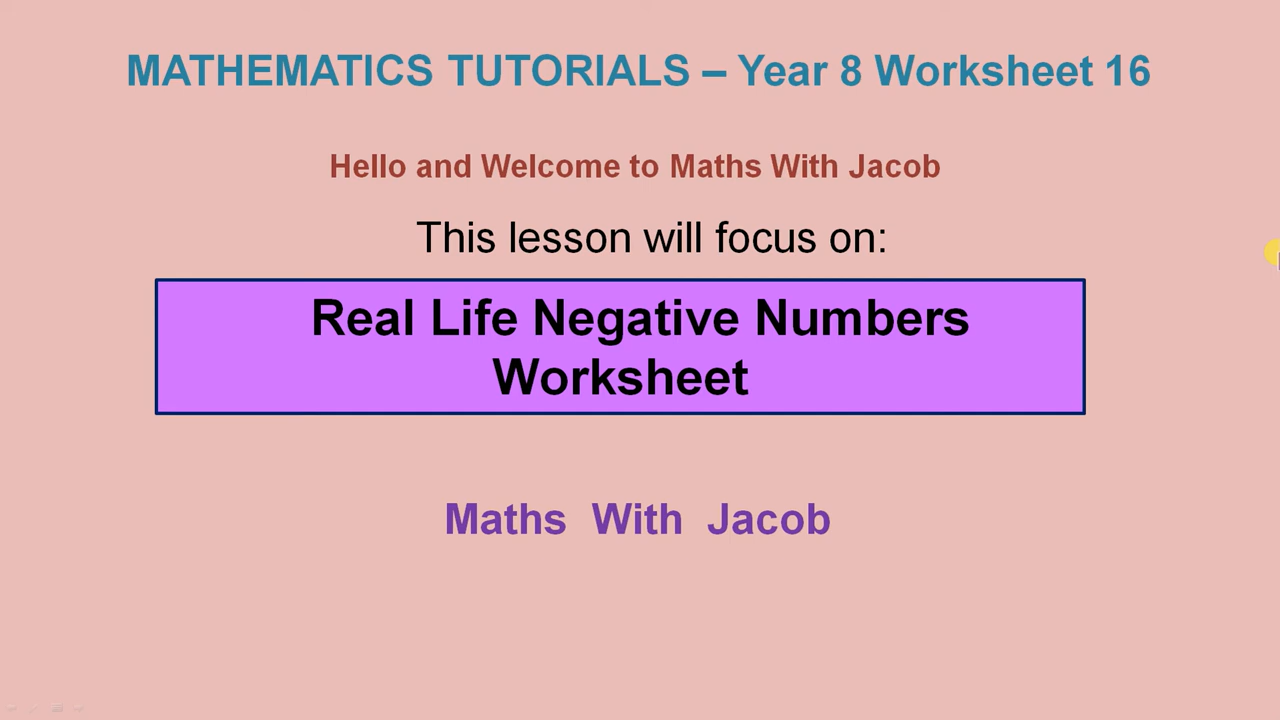 MATHEMATICS TUTORIALS – Year 8 Worksheet 16
Hello and Welcome to Maths With Jacob
This lesson will focus on:
Real Life Negative Numbers
Worksheet
Maths With Jacob